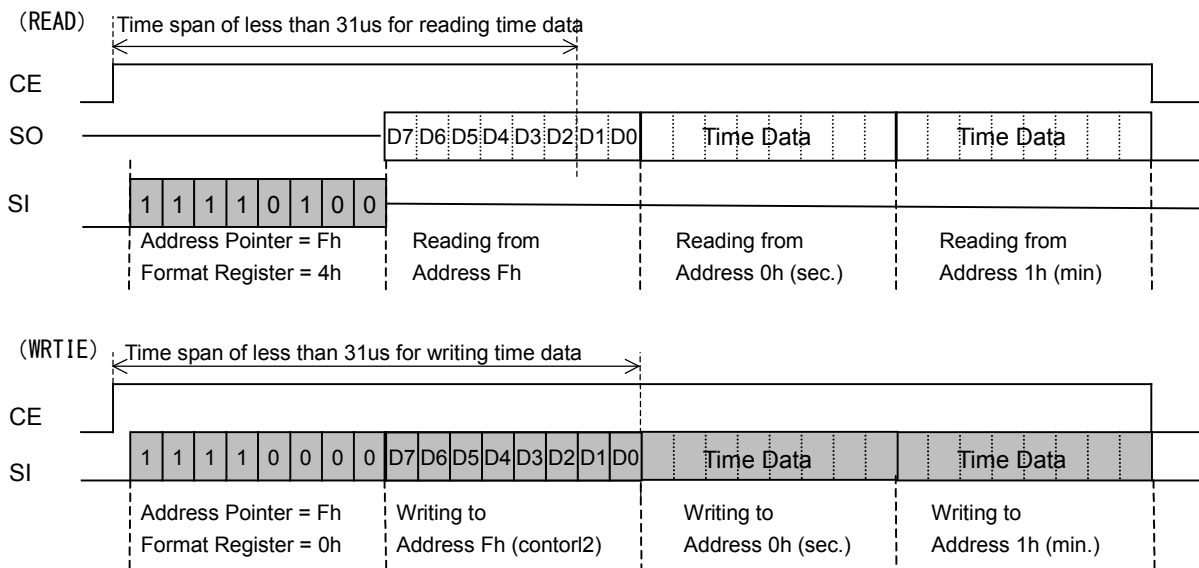 (READ) Time span of less than 31us for reading time data
CE
SO D7 D6 D5 D4 D3 D2 D1 D0 Time Data Time Data
SI 1 1 1 1 0 1 0 0
Address Pointer = Fh Reading from Reading from Reading from
Format Register = 4h Address Fh Address 0h (sec.) Address 1h (min)
(WRTIE) Time span of less than 31us for writing time data
CE
SI 1 1 1 1 0 0 0 0 D7 D6 D5 D4 D3 D2 D1 D0 Time Data Time Data
Address Pointer = Fh Writing to Writing to Writing to
Format Register = 0h Address Fh (contorl2) Address 0h (sec.) Address 1h (min.)